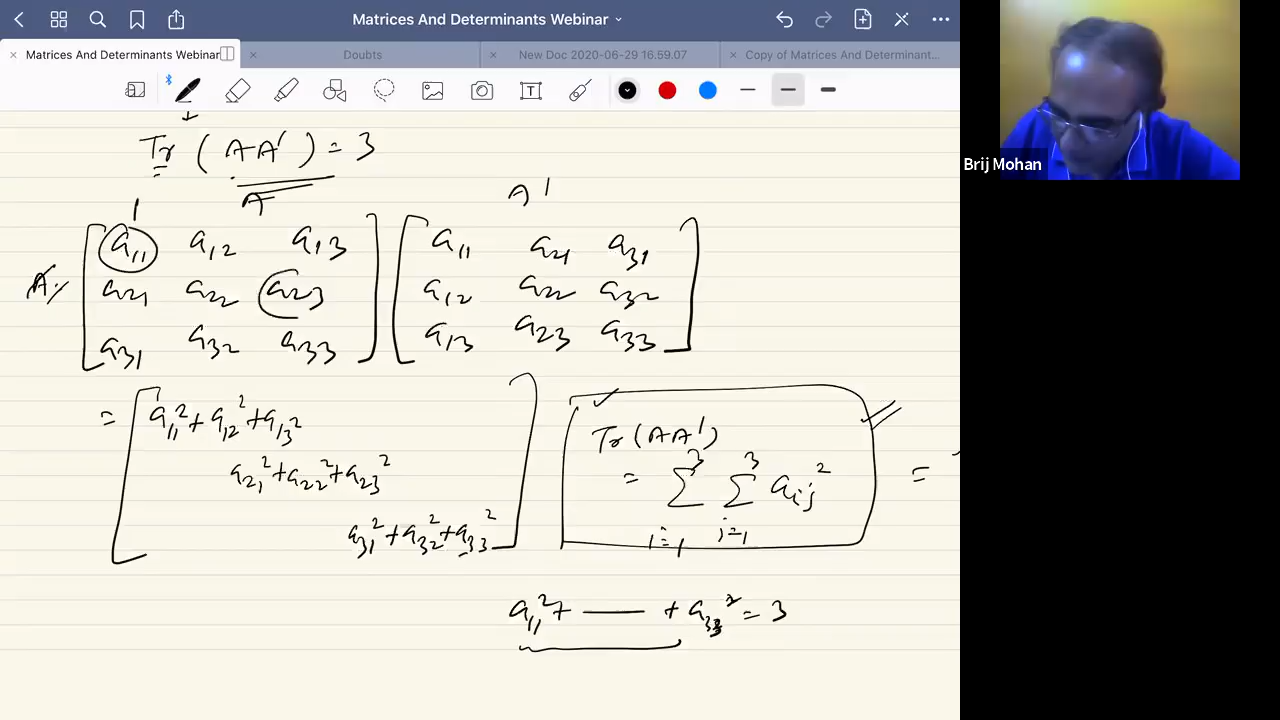 Matrices And Determinants Webinar
Matrices And Determinants Webinar
Doubts
New Doc 2020-06-29 16.59.07
Copy of Matrices And Determinant...
Tr (AA') = 3
A
A'
a11 a12 a13 a11 a21 a31
A: a21 a22 a23 a12 a22 a32
a31 a32 a33 a13 a23 a33
= a11² + a12² + a13²
a21² + a22² + a23²
a31² + a32² + a33²
Tr (AA')
= 3 ∑ i=1 3 ∑ j=1 aij² =
a11² + — + a33² = 3
Brij Mohan